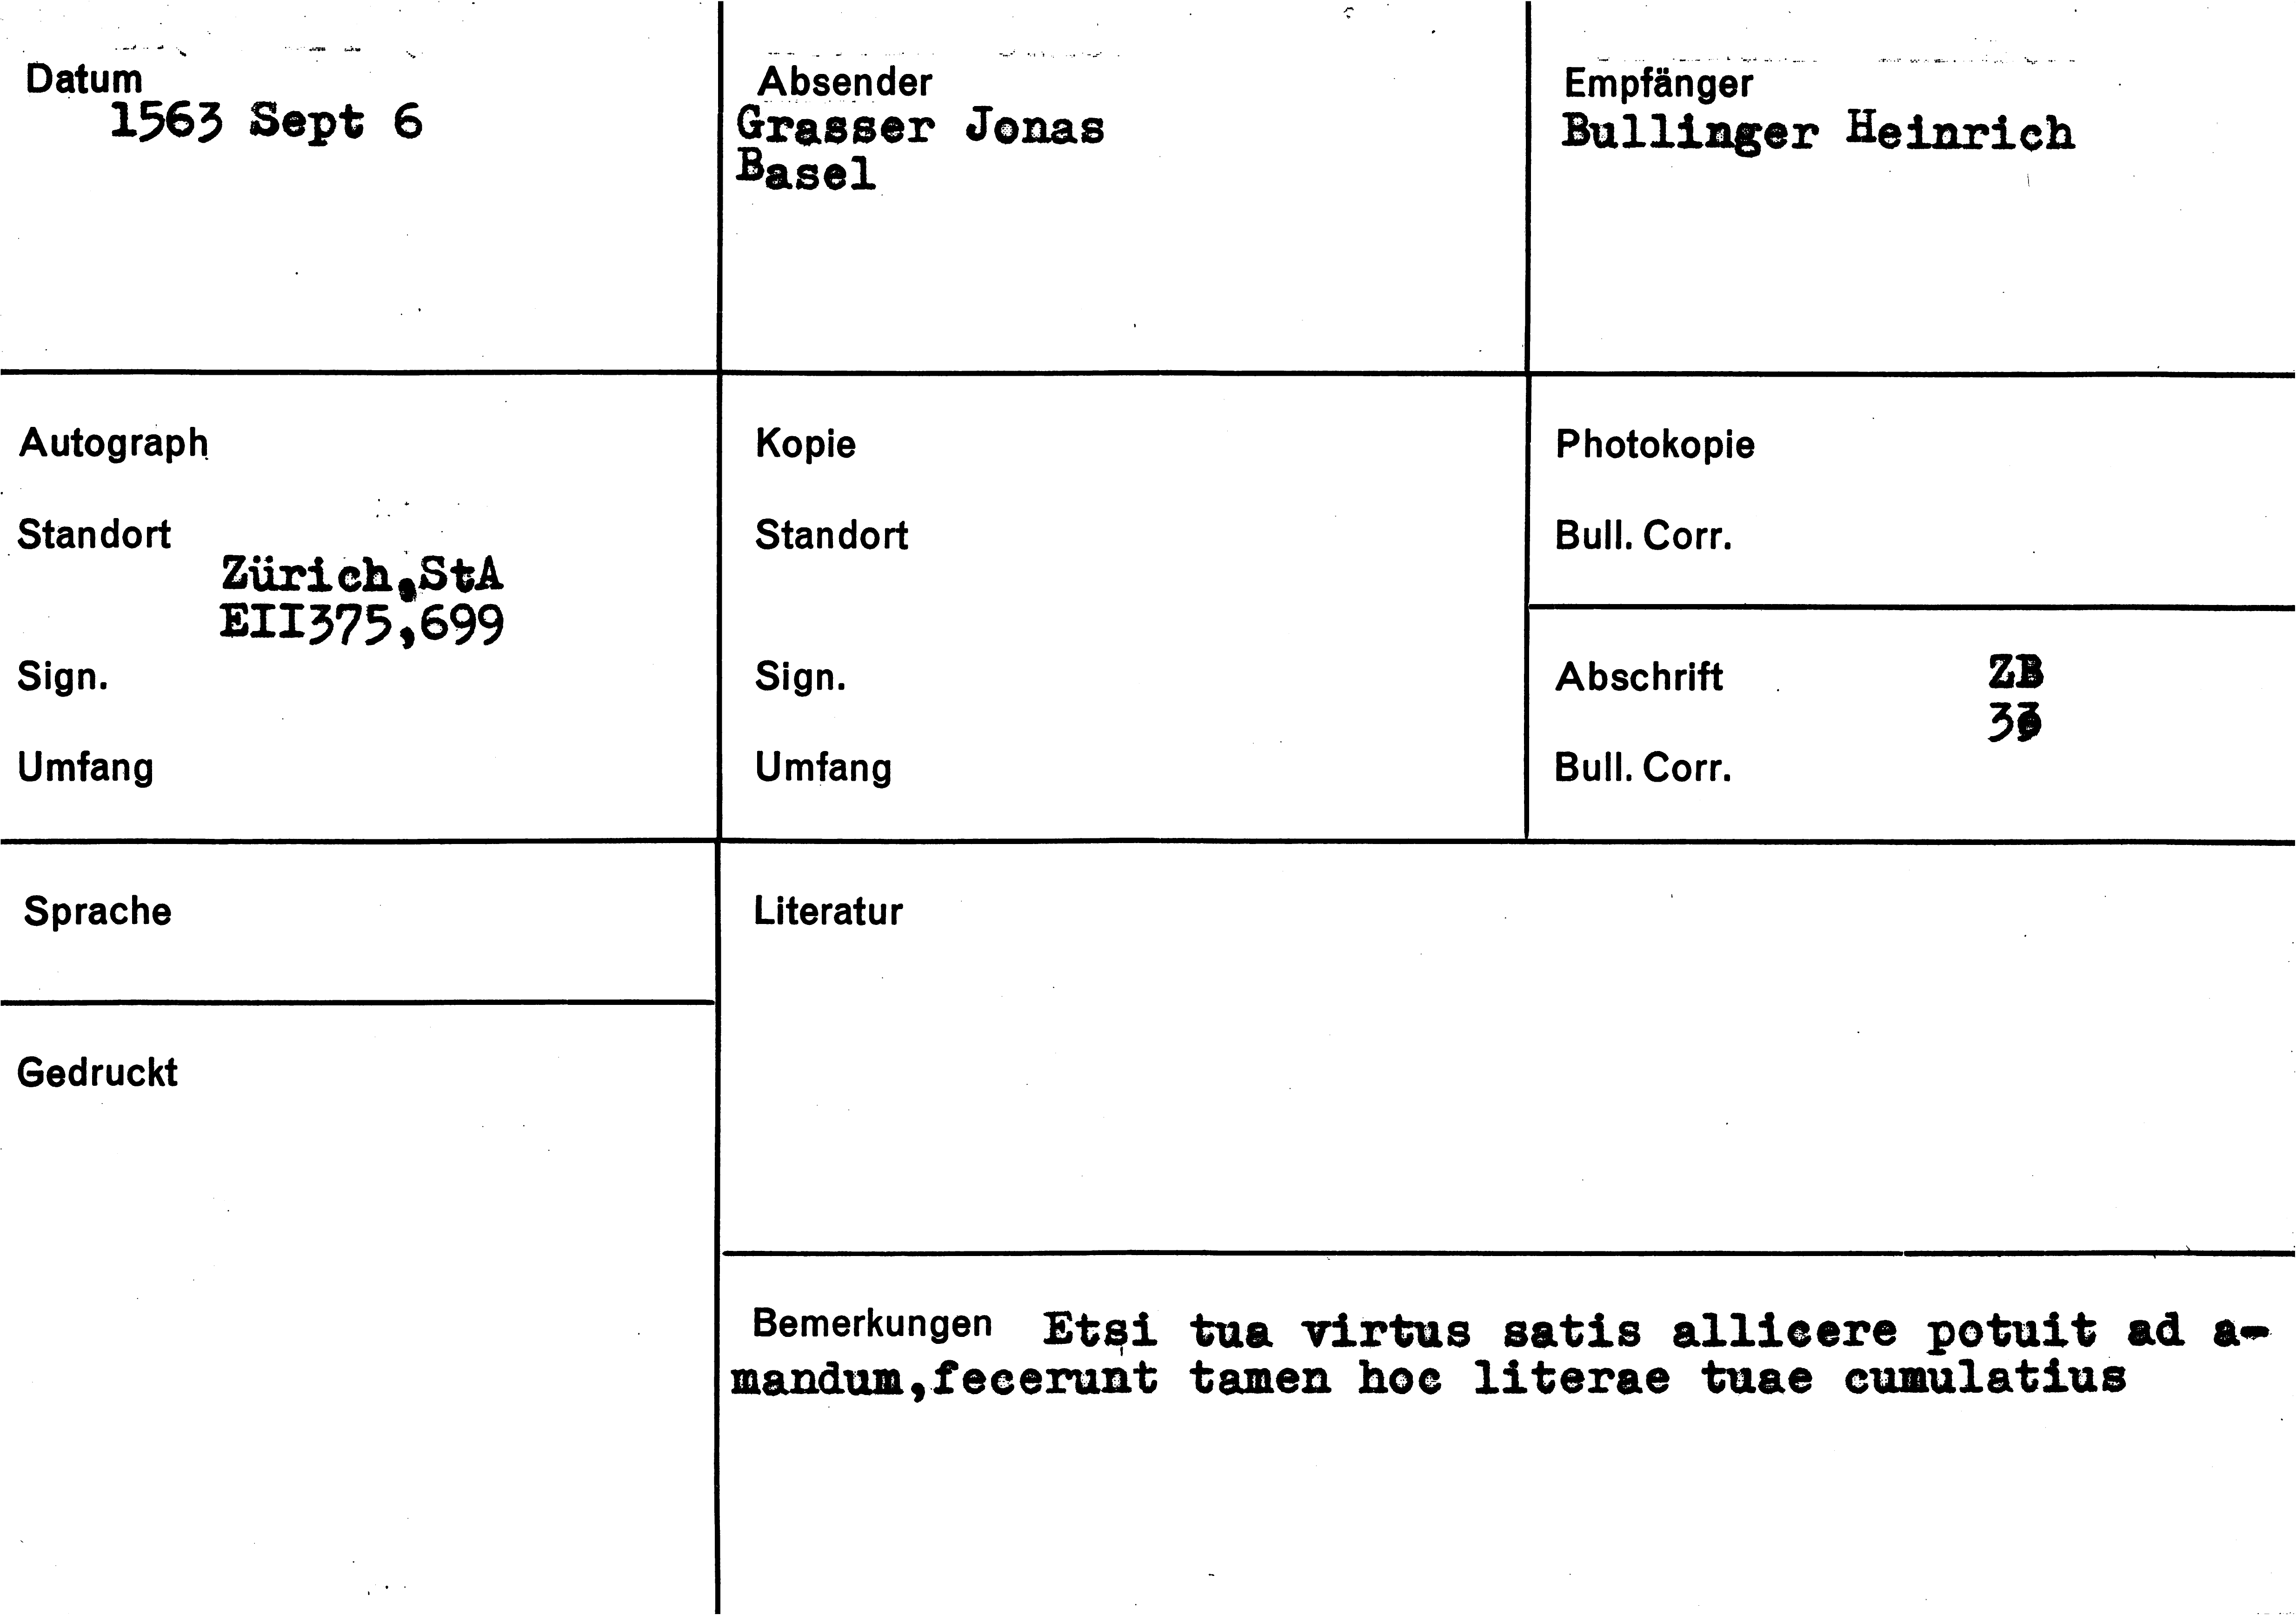 Datum
1563 Sept 6
Absender
Grasser Jonas
Basel
Empfänger
Bullinger Heinrich
Autograph
Standort
Zürich,StA
EII375,699
Sign.
Umfang
Kopie
Standort
Sign.
Umfang
Photokopie
Bull. Corr.
Abschrift ZB
Bull. Corr.
Sprache
Gedruckt
Literatur
Bemerkungen Etsi tua virtus satis allicere potuit ad a-
mandum,fecerunt tamen hoc literae tuae cumulatius